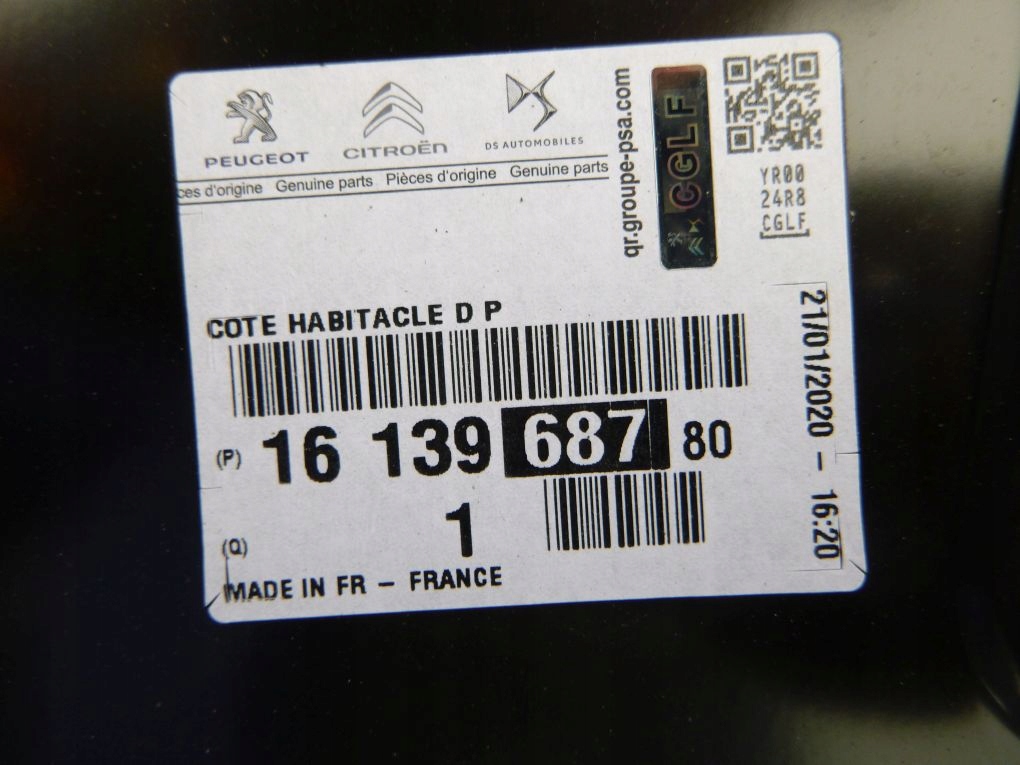 PEUGEOT
CITROËN
DS AUTOMOBILES
ces d'origine Genuine parts Pièces d'origine Genuine parts
qr.groupe-psa.com
CGLF
YR00
24R8
CGLF
COTE HABITACLE D P
(P) 16 139 687 80
(Q) 1
MADE IN FR – FRANCE
21/01/2020 – 16:20